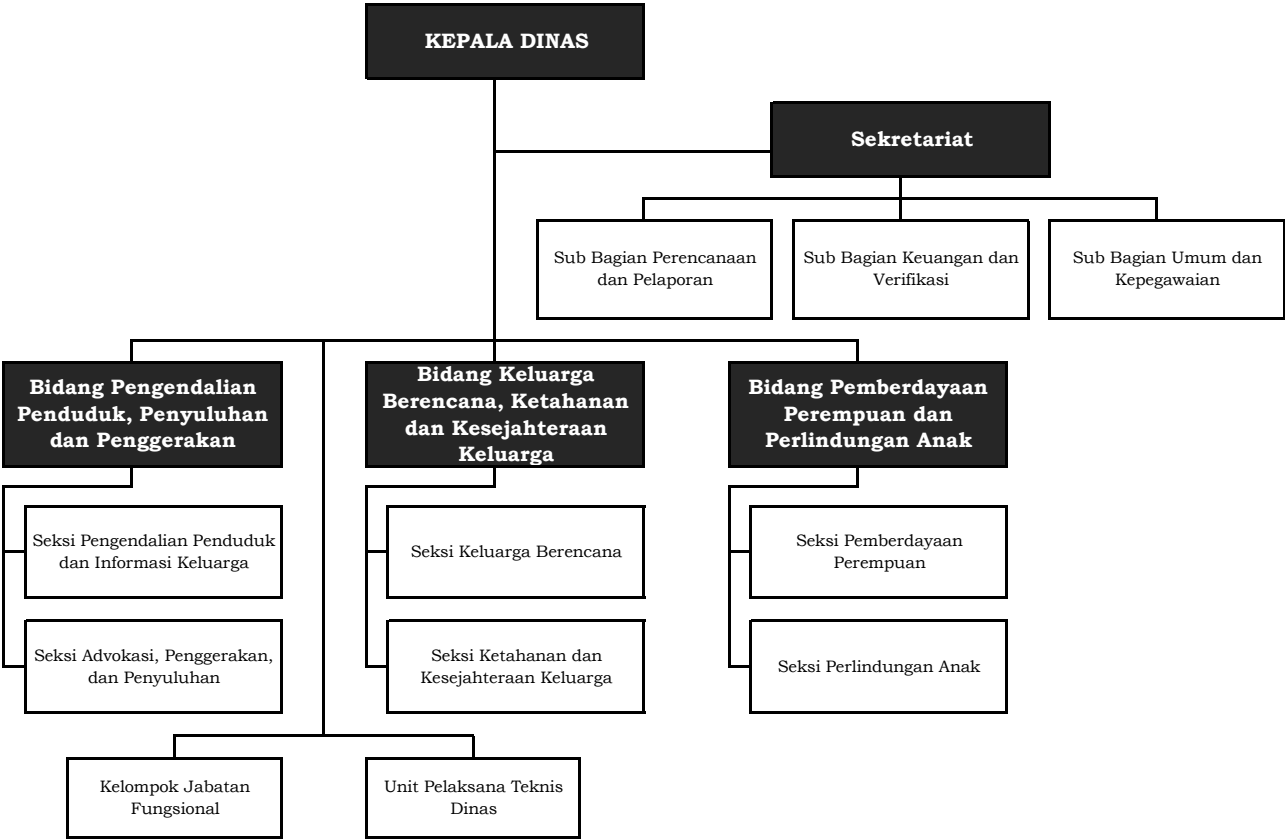 KEPALA DINAS
Sekretariat
Sub Bagian Perencanaan
dan Pelaporan
Sub Bagian Keuangan dan
Verifikasi
Sub Bagian Umum dan
Kepegawaian
Bidang Pengendalian
Penduduk, Penyuluhan
dan Penggerakan
Bidang Keluarga
Berencana, Ketahanan
dan Kesejahteraan
Keluarga
Bidang Pemberdayaan
Perempuan dan
Perlindungan Anak
Seksi Pengendalian Penduduk
dan Informasi Keluarga
Seksi Keluarga Berencana
Seksi Pemberdayaan
Perempuan
Seksi Advokasi, Penggerakan,
dan Penyuluhan
Seksi Ketahanan dan
Kesejahteraan Keluarga
Seksi Perlindungan Anak
Kelompok Jabatan
Fungsional
Unit Pelaksana Teknis
Dinas